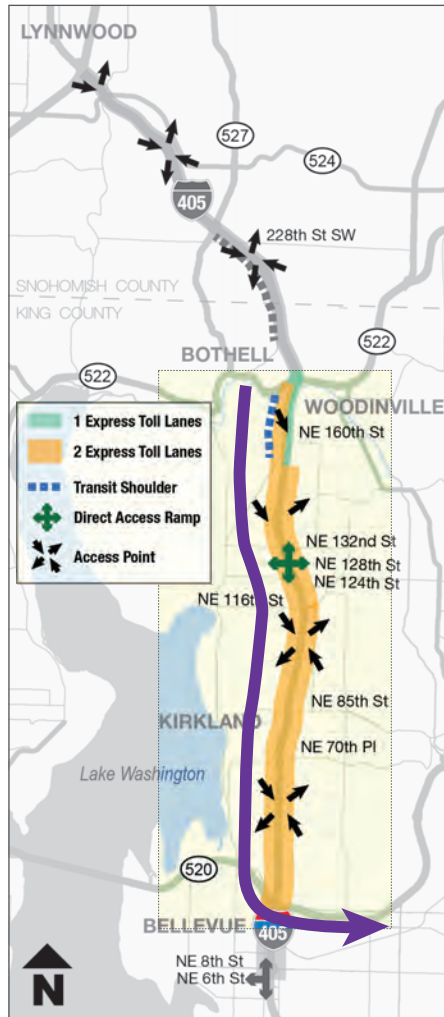 LYNNWOOD
527
524
405
228th St SW
SNOHOMISH COUNTY
KING COUNTY
BOTHELL
522
522
WOODINVILLE
1 Express Toll Lanes
2 Express Toll Lanes
Transit Shoulder
Direct Access Ramp
Access Point
NE 160th St
NE 132nd St
NE 128th St
NE 124th St
NE 116th St
NE 85th St
KIRKLAND
NE 70th Pl
Lake Washington
520
BELLEVUE
405
NE 8th St
NE 6th St
N